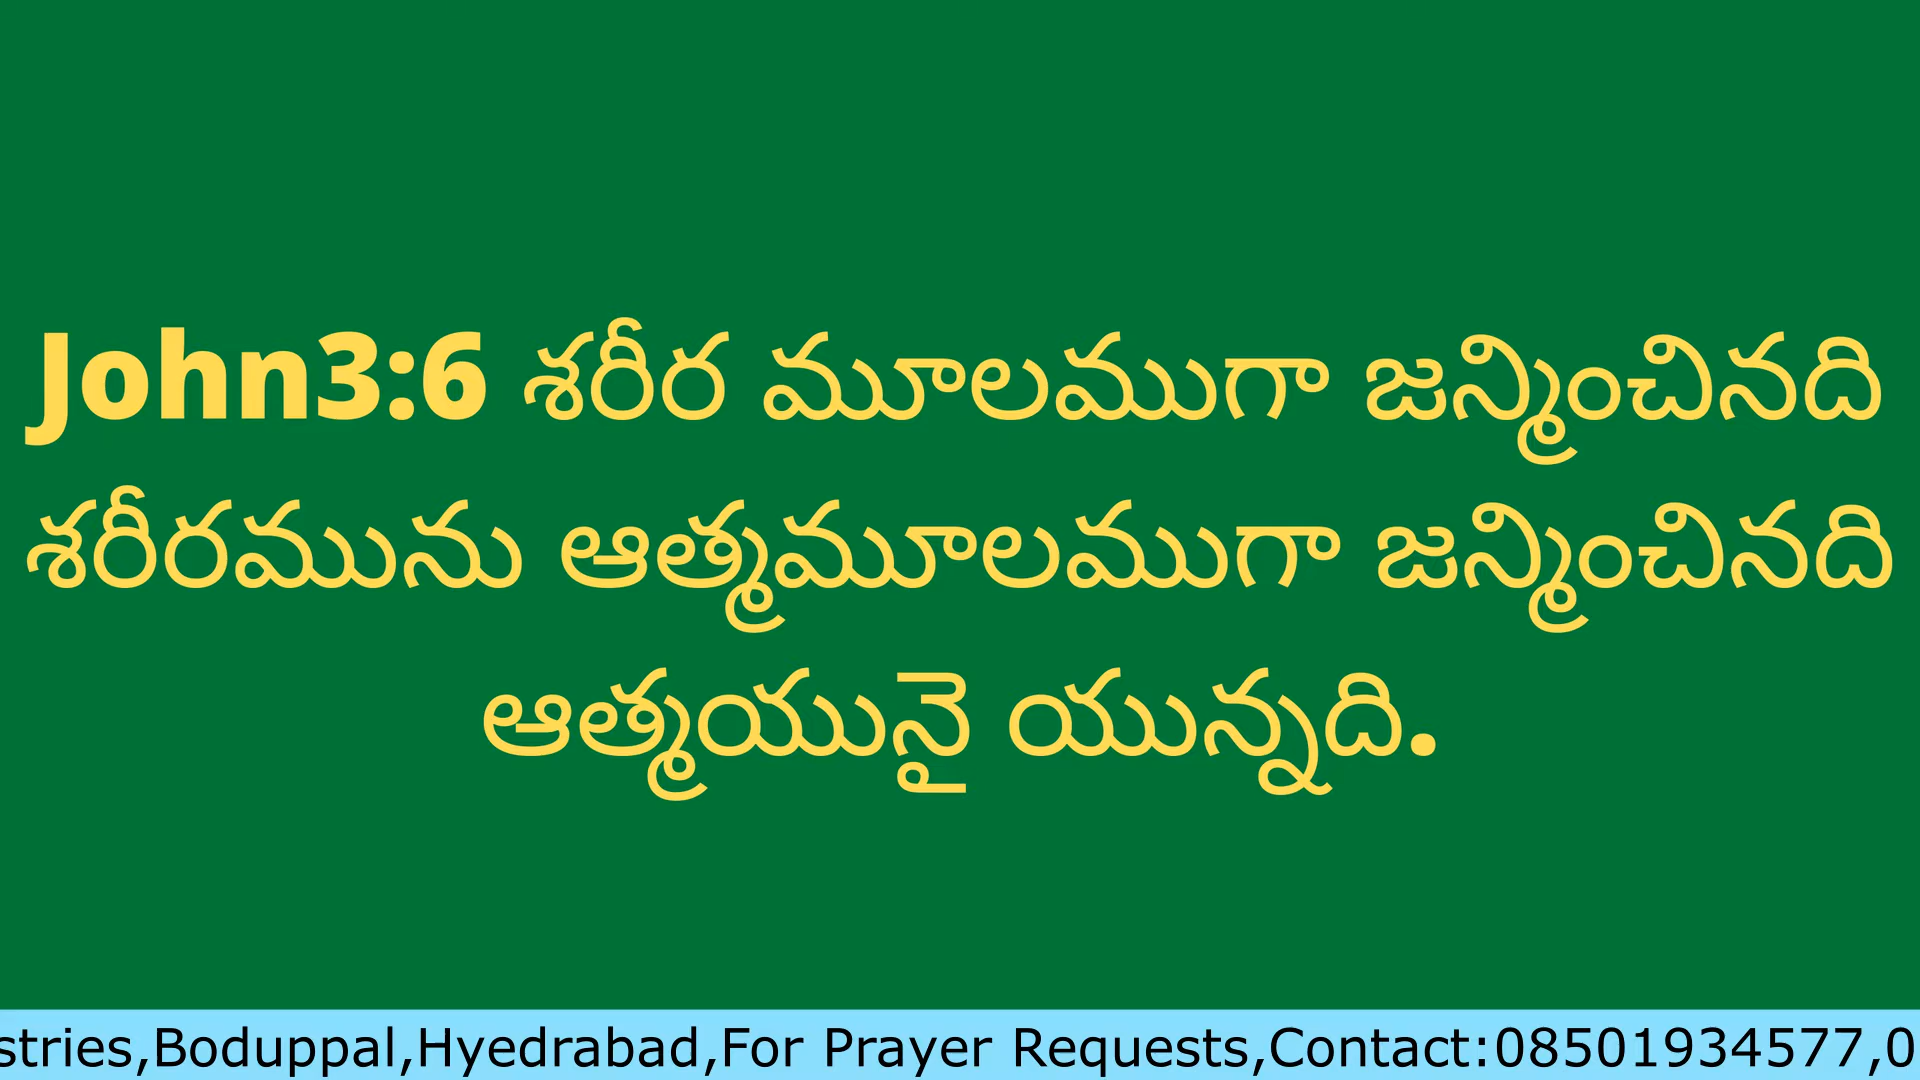 John3:6 శరీర మూలముగా జన్మించినది
శరీరమును ఆత్మమూలముగా జన్మించినది
ఆత్మయునై యున్నది.
stries,Boduppal,Hyedrabad,For Prayer Requests,Contact:08501934577,0